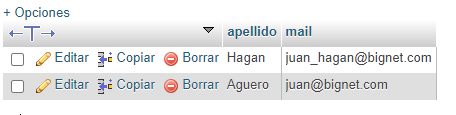 + Opciones
apellido mail
Editar Copiar Borrar Hagan juan_hagan@bignet.com
Editar Copiar Borrar Aguero juan@bignet.com